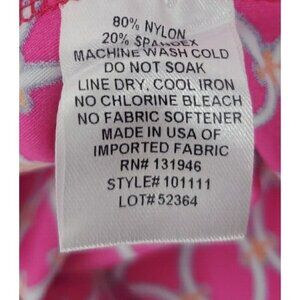 80% NYLON
20% SPANDEX
MACHINE WASH COLD
DO NOT SOAK
LINE DRY, COOL IRON
NO CHLORINE BLEACH
NO FABRIC SOFTENER
MADE IN USA OF
IMPORTED FABRIC
RN# 131946
STYLE# 101111
LOT# 52364